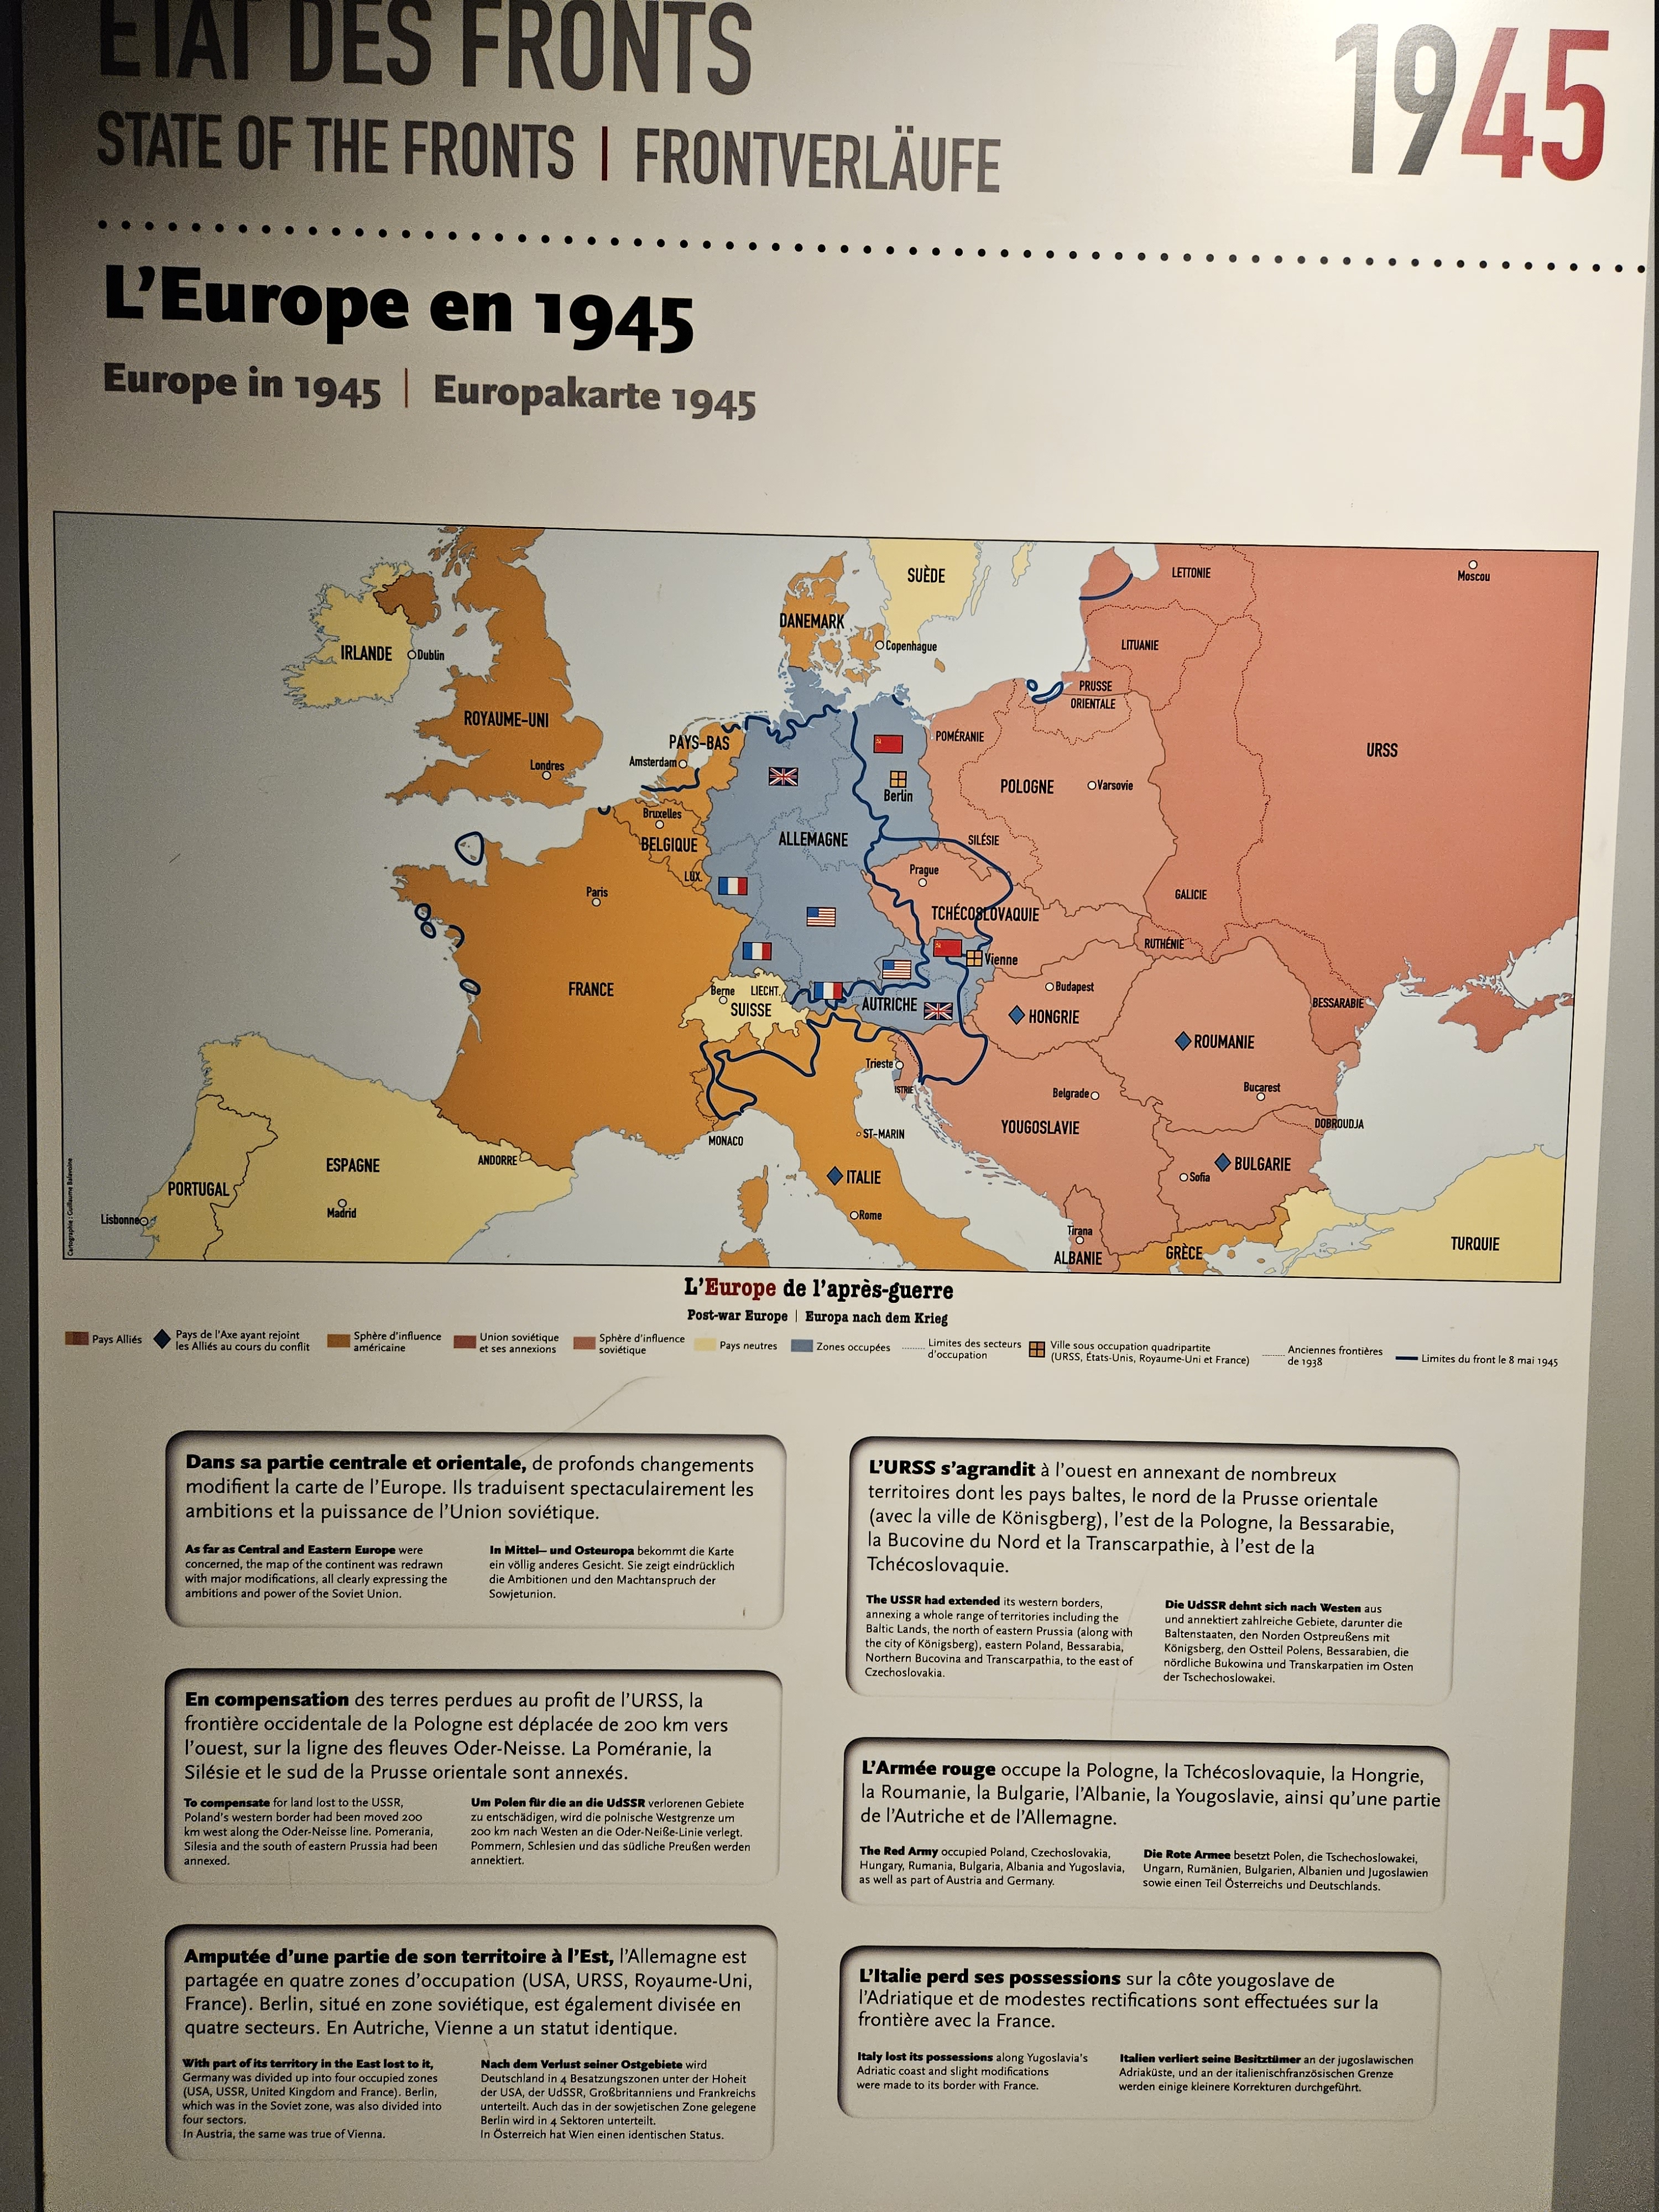 ÉTAT DES FRONTS
STATE OF THE FRONTS | FRONTVERLÄUFE
1945
L'Europe en 1945
Europe in 1945 | Europakarte 1945
SUÈDE
LETTONIE
Moscou
DANEMARK
Copenhague
LITUANIE
IRLANDE
Dublin
PRUSSE
ORIENTALE
ROYAUME-UNI
Londres
PAYS-BAS
Amsterdam
POMÉRANIE
URSS
POLOGNE
Varsovie
Berlin
Bruxelles
BELGIQUE
ALLEMAGNE
SILÉSIE
LUX.
Prague
Paris
GALICIE
TCHÉCOSLOVAQUIE
RUTHÉNIE
Vienne
FRANCE
Berne
LIECHT.
SUISSE
AUTRICHE
Budapest
HONGRIE
BESSARABIE
ROUMANIE
Trieste
ISTRIE
Belgrade
Bucarest
YOUGOSLAVIE
DOBROUDJA
MONACO
ST-MARIN
ANDORRE
ESPAGNE
ITALIE
Sofia
BULGARIE
PORTUGAL
Madrid
Lisbonne
Rome
Tirana
ALBANIE
GRÈCE
TURQUIE
Cartographie : Guillaume Balavoine
L'Europe de l'après-guerre
Post-war Europe | Europa nach dem Krieg
Pays Alliés
Pays de l'Axe ayant rejoint
les Alliés au cours du conflit
Sphère d'influence
américaine
Union soviétique
et ses annexions
Sphère d'influence
soviétique
Pays neutres
Zones occupées
Limites des secteurs
d'occupation
Ville sous occupation quadripartite
(URSS, États-Unis, Royaume-Uni et France)
Anciennes frontières
de 1938
Limites du front le 8 mai 1945
Dans sa partie centrale et orientale, de profonds changements
modifient la carte de l'Europe. Ils traduisent spectaculairement les
ambitions et la puissance de l'Union soviétique.
As far as Central and Eastern Europe were
concerned, the map of the continent was redrawn
with major modifications, all clearly expressing the
ambitions and power of the Soviet Union.
In Mittel– und Osteuropa bekommt die Karte
ein völlig anderes Gesicht. Sie zeigt eindrücklich
die Ambitionen und den Machtanspruch der
Sowjetunion.
En compensation des terres perdues au profit de l'URSS, la
frontière occidentale de la Pologne est déplacée de 200 km vers
l'ouest, sur la ligne des fleuves Oder-Neisse. La Poméranie, la
Silésie et le sud de la Prusse orientale sont annexés.
To compensate for land lost to the USSR,
Poland's western border had been moved 200
km west along the Oder-Neisse line. Pomerania,
Silesia and the south of eastern Prussia had been
annexed.
Um Polen für die an die UdSSR verlorenen Gebiete
zu entschädigen, wird die polnische Westgrenze um
200 km nach Westen an die Oder-Neiße-Linie verlegt.
Pommern, Schlesien und das südliche Preußen werden
annektiert.
Amputée d'une partie de son territoire à l'Est, l'Allemagne est
partagée en quatre zones d'occupation (USA, URSS, Royaume-Uni,
France). Berlin, situé en zone soviétique, est également divisée en
quatre secteurs. En Autriche, Vienne a un statut identique.
With part of its territory in the East lost to it,
Germany was divided up into four occupied zones
(USA, USSR, United Kingdom and France). Berlin,
which was in the Soviet zone, was also divided into
four sectors.
In Austria, the same was true of Vienna.
Nach dem Verlust seiner Ostgebiete wird
Deutschland in 4 Besatzungszonen unter der Hoheit
der USA, der UdSSR, Großbritanniens und Frankreichs
unterteilt. Auch das in der sowjetischen Zone gelegene
Berlin wird in 4 Sektoren unterteilt.
In Österreich hat Wien einen identischen Status.
L'URSS s'agrandit à l'ouest en annexant de nombreux
territoires dont les pays baltes, le nord de la Prusse orientale
(avec la ville de Könisgberg), l'est de la Pologne, la Bessarabie,
la Bucovine du Nord et la Transcarpathie, à l'est de la
Tchécoslovaquie.
The USSR had extended its western borders,
annexing a whole range of territories including the
Baltic Lands, the north of eastern Prussia (along with
the city of Königsberg), eastern Poland, Bessarabia,
Northern Bucovina and Transcarpathia, to the east of
Czechoslovakia.
Die UdSSR dehnt sich nach Westen aus
und annektiert zahlreiche Gebiete, darunter die
Baltenstaaten, den Norden Ostpreußens mit
Königsberg, den Ostteil Polens, Bessarabien, die
nördliche Bukowina und Transkarpatien im Osten
der Tschechoslowakei.
L'Armée rouge occupe la Pologne, la Tchécoslovaquie, la Hongrie,
la Roumanie, la Bulgarie, l'Albanie, la Yougoslavie, ainsi qu'une partie
de l'Autriche et de l'Allemagne.
The Red Army occupied Poland, Czechoslovakia,
Hungary, Rumania, Bulgaria, Albania and Yugoslavia,
as well as part of Austria and Germany.
Die Rote Armee besetzt Polen, die Tschechoslowakei,
Ungarn, Rumänien, Bulgarien, Albanien und Jugoslawien
sowie einen Teil Österreichs und Deutschlands.
L'Italie perd ses possessions sur la côte yougoslave de
l'Adriatique et de modestes rectifications sont effectuées sur la
frontière avec la France.
Italy lost its possessions along Yugoslavia's
Adriatic coast and slight modifications
were made to its border with France.
Italien verliert seine Besitztümer an der jugoslawischen
Adriaküste, und an der italienischfranzösischen Grenze
werden einige kleinere Korrekturen durchgeführt.